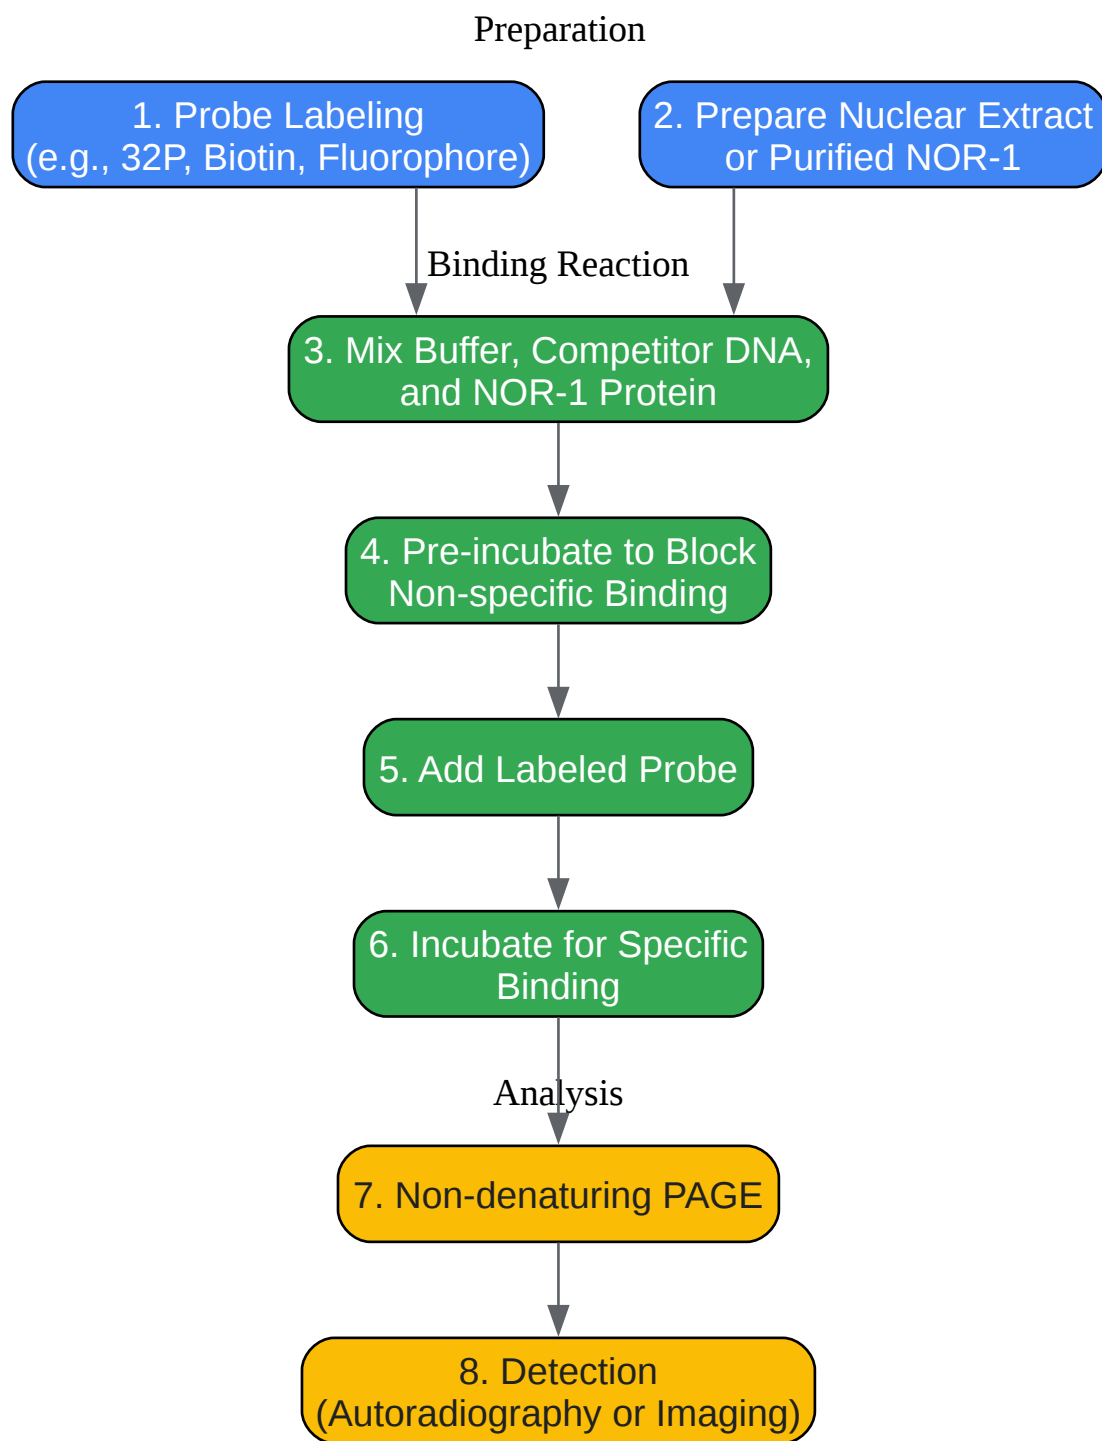 Preparation
1. Probe Labeling
(e.g., 32P, Biotin, Fluorophore)
2. Prepare Nuclear Extract
or Purified NOR-1
Binding Reaction
3. Mix Buffer, Competitor DNA,
and NOR-1 Protein
4. Pre-incubate to Block
Non-specific Binding
5. Add Labeled Probe
6. Incubate for Specific
Binding
Analysis
7. Non-denaturing PAGE
8. Detection
(Autoradiography or Imaging)